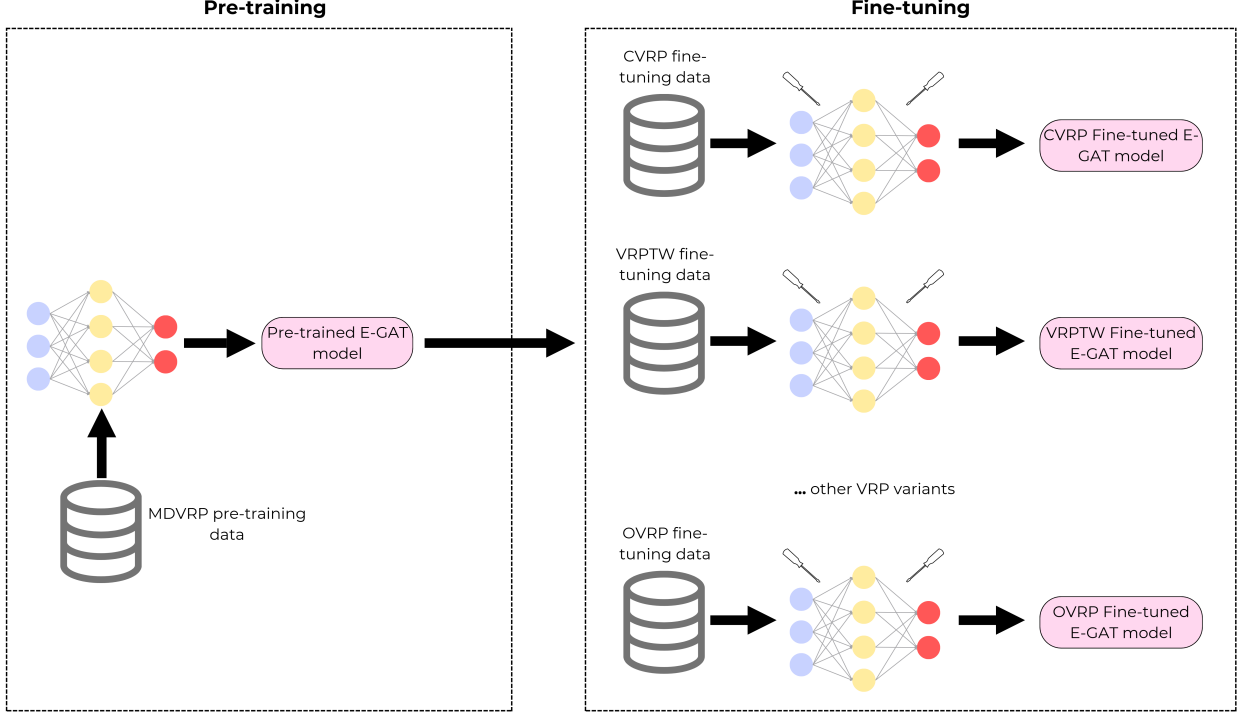 Pre-training
Fine-tuning
Pre-trained E-GAT
model
MDVRP pre-training
data
CVRP fine-
tuning data
CVRP Fine-tuned E-
GAT model
VRPTW fine-
tuning data
VRPTW Fine-tuned
E-GAT model
... other VRP variants
OVRP fine-
tuning data
OVRP Fine-tuned
E-GAT model